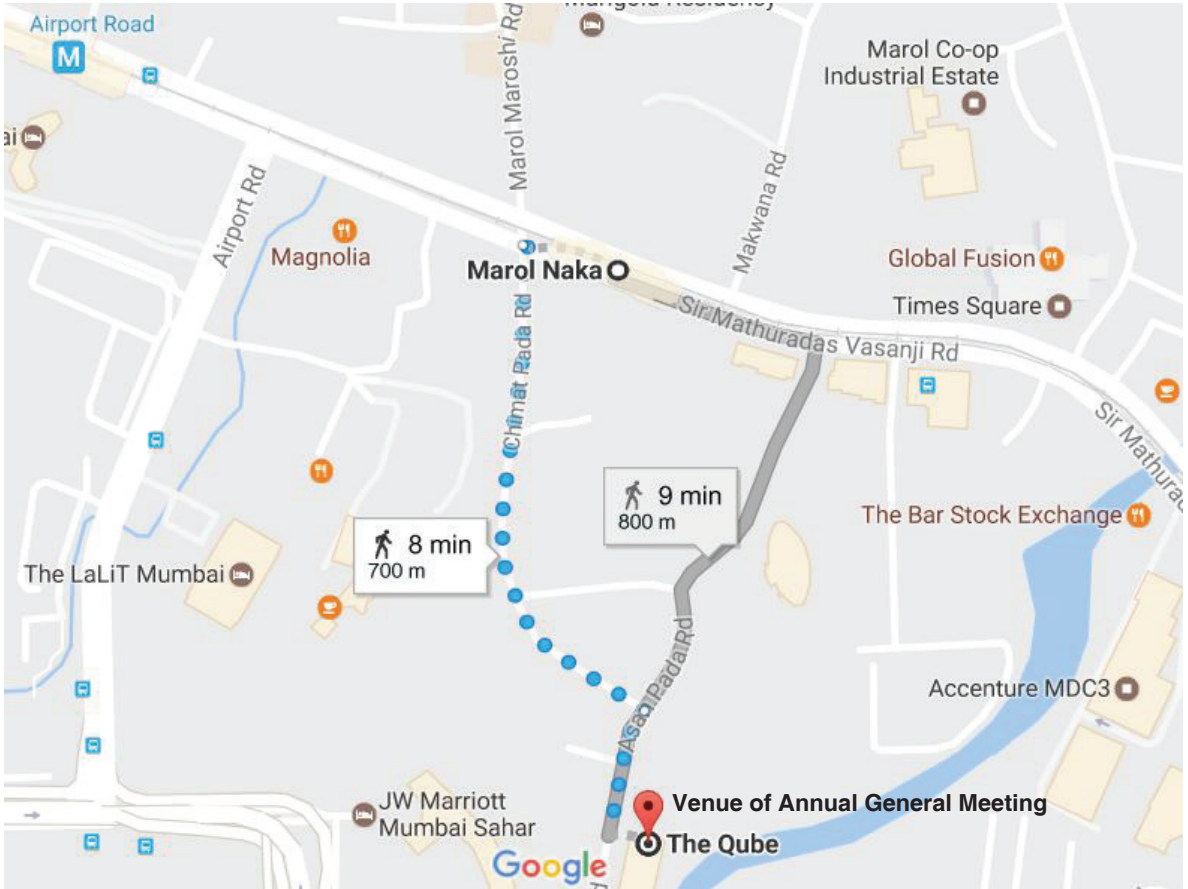 Marigold Residency
Airport Road
M
Marol Maroshi Rd
Marol Co-op
Industrial Estate
ai
Airport Rd
Makwana Rd
Magnolia
Marol Naka
Global Fusion
Times Square
Sir Mathuradas Vasanji Rd
Chimat Pada Rd
Sir Mathurad
9 min
800 m
The Bar Stock Exchange
8 min
700 m
The LaLiT Mumbai
Asan Pada Rd
Accenture MDC3
JW Marriott
Mumbai Sahar
Venue of Annual General Meeting
The Qube
Google